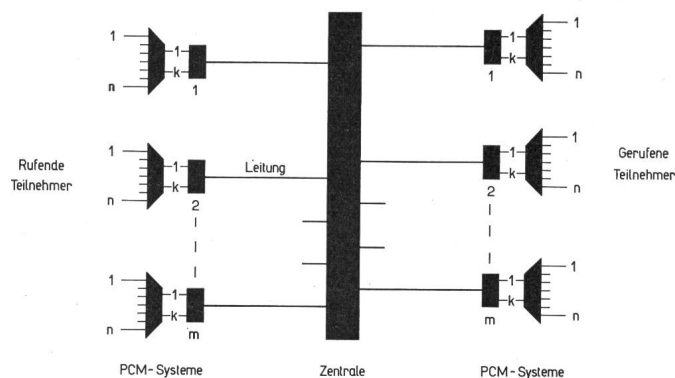 1
1
k
n
1
1
k
1
n
1
Rufende
Teilnehmer
1
k
n
2
Leitung
1
1
k
n
2
Gerufene
Teilnehmer
1
1
k
n
m
1
1
k
n
m
PCM-Systeme
Zentrale
PCM-Systeme